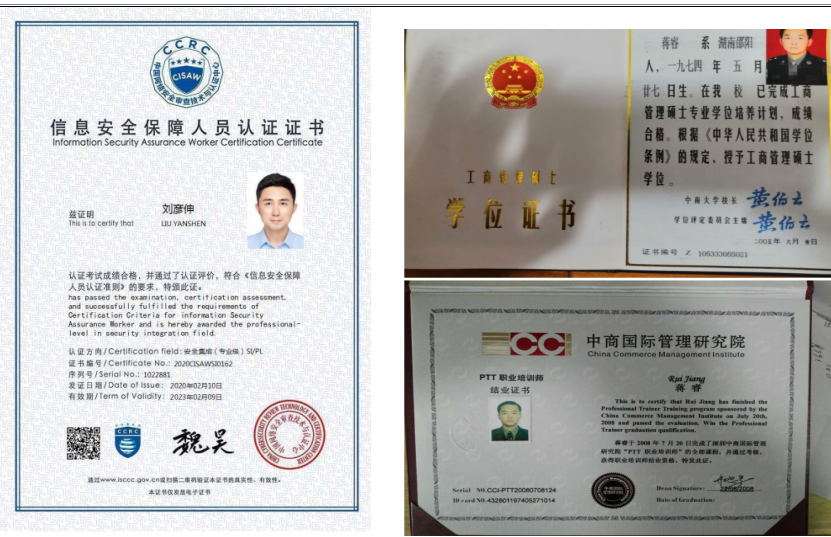 CCRC
CISAW
中国网络安全审查技术与认证中心
信息安全保障人员认证证书
Information Security Assurance Worker Certification Certificate
兹证明
This is to certify that
刘彦伸
LIU YANSHEN
认证考试成绩合格，并通过了认证评价，符合《信息安全保障
人员认证准则》的要求，特颁此证。
has passed the examination, certification assessment,
and successfully fulfilled the requirements of
Certification Criteria for information Security
Assurance Worker and is hereby awarded the professional-
level in security integration field.
认证方向/Certification field: 安全集成（专业级）SI/PL
证书编号/Certificate No.: 2020CISAWSI0162
序列号/Serial No.: 1022881
发证日期/Date of Issue: 2020年02月10日
有效期/Term of Validity: 2023年02月09日
CCRC
魏昊
通过www.isccc.gov.cn或扫描二维码验证本证书的真实性、有效性。
本证书仅发放电子证书
工商管理硕士
学位证书
蒋睿 系 湖南邵阳
人，一九七四 年 五 月
廿七 日生。在我 校 已完成工商
管理硕士专业学位培养计划，成绩
合格。根据《中华人民共和国学位
条例》的规定，授予工商管理硕士
学位。
中南大学校长 黄伯云
学位评定委员会主席 黄伯云
证书编号 Z
CC
中商国际管理研究院
China Commerce Management Institute
PTT 职业培训师
结业证书
Rui Jiang
蒋睿
This is to certify that Rui Jiang has finished the
Professional Trainer Training program sponsored by the
China Commerce Management Institute on July 20th,
2008 and passed the evaluation. Win the Professional
Trainer graduation qualification.
蒋睿于 2008 年 7 月 20 日完成了深圳中商国际管理
研究院“PTT 职业培训师”的全部课程，并通过考核，
获得职业培训师结业资格，特发此证。
Serial NO.CCI-PTT20080708124
ID card NO.432801197405271014
Dean Signature:
Date of Graduation: